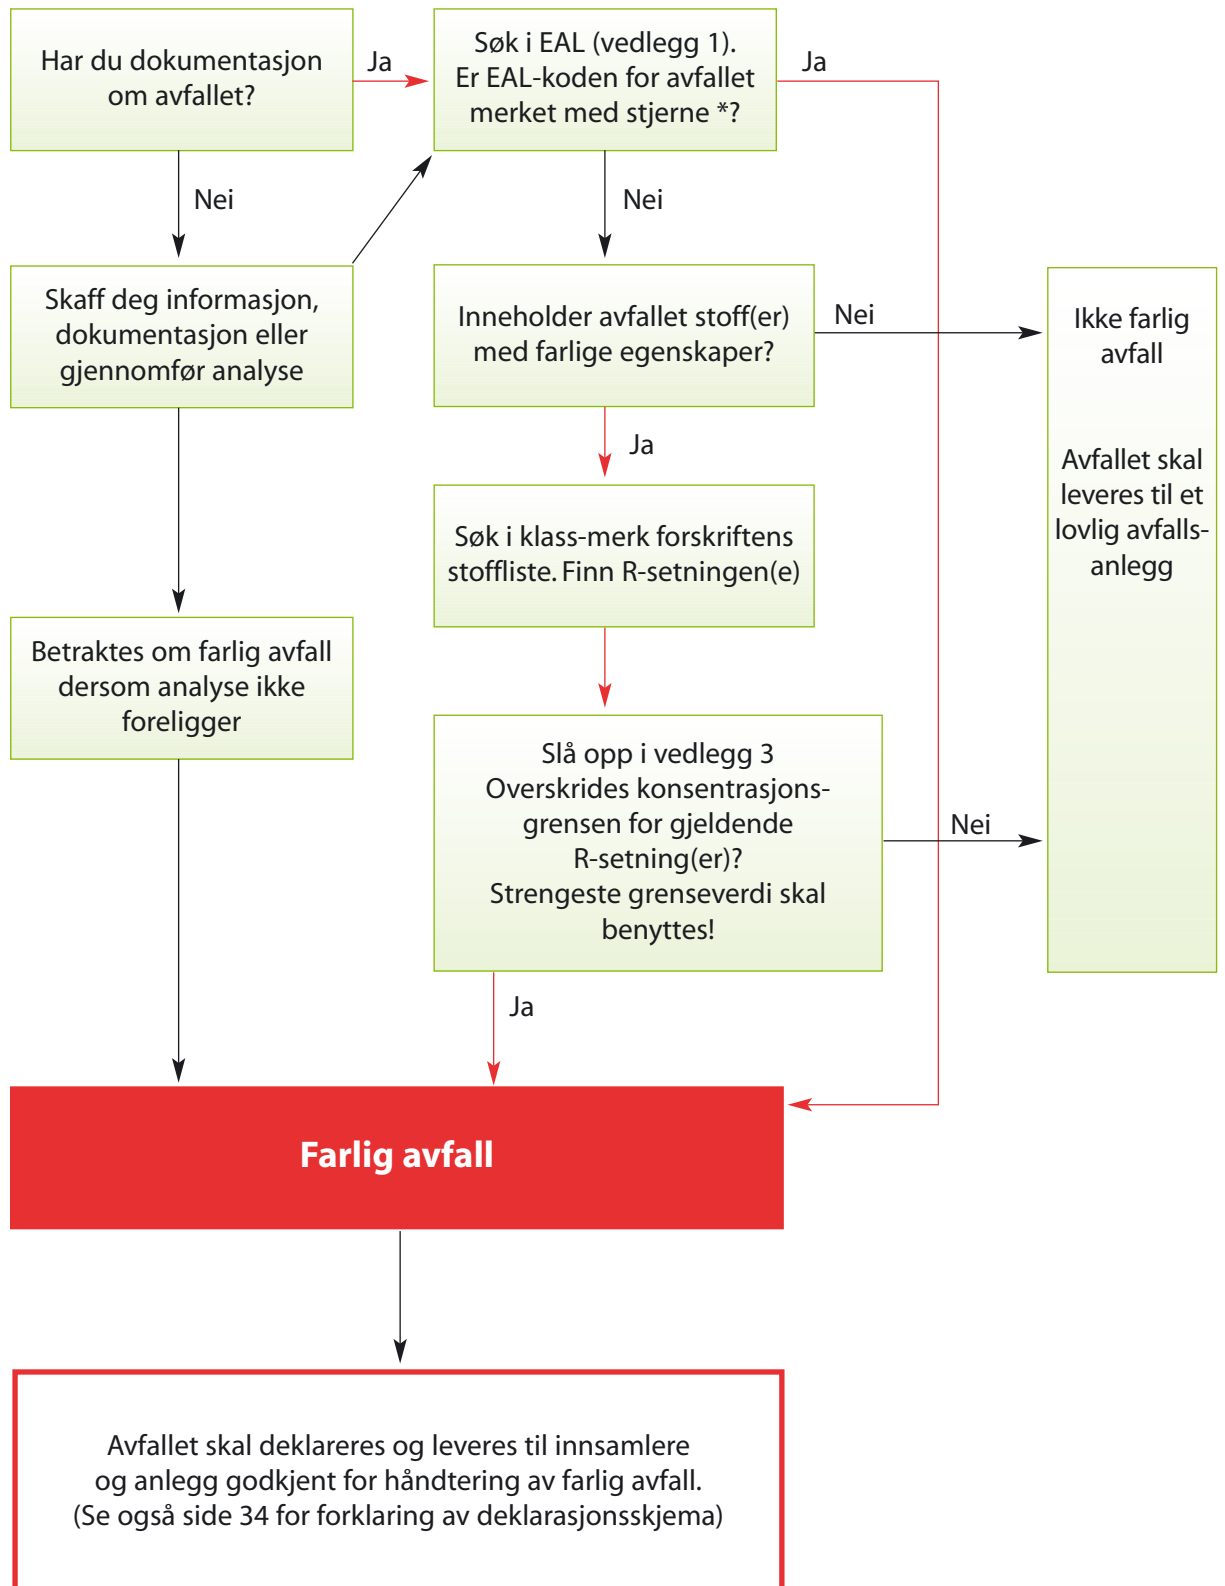 Har du dokumentasjon
om avfallet?
Ja
Søk i EAL (vedlegg 1).
Er EAL-koden for avfallet
merket med stjerne *?
Ja
Nei
Nei
Skaff deg informasjon,
dokumentasjon eller
gjennomfør analyse
Inneholder avfallet stoff(er)
med farlige egenskaper?
Nei
Ikke farlig
avfall
Avfallet skal
leveres til et
lovlig avfalls-
anlegg
Ja
Søk i klass-merk forskriftens
stoffliste. Finn R-setningen(e)
Betraktes om farlig avfall
dersom analyse ikke
foreligger
Slå opp i vedlegg 3
Overskrides konsentrasjons-
grensen for gjeldende
R-setning(er)?
Strengeste grenseverdi skal
benyttes!
Nei
Ja
Farlig avfall
Avfallet skal deklareres og leveres til innsamlere
og anlegg godkjent for håndtering av farlig avfall.
(Se også side 34 for forklaring av deklarasjonsskjema)